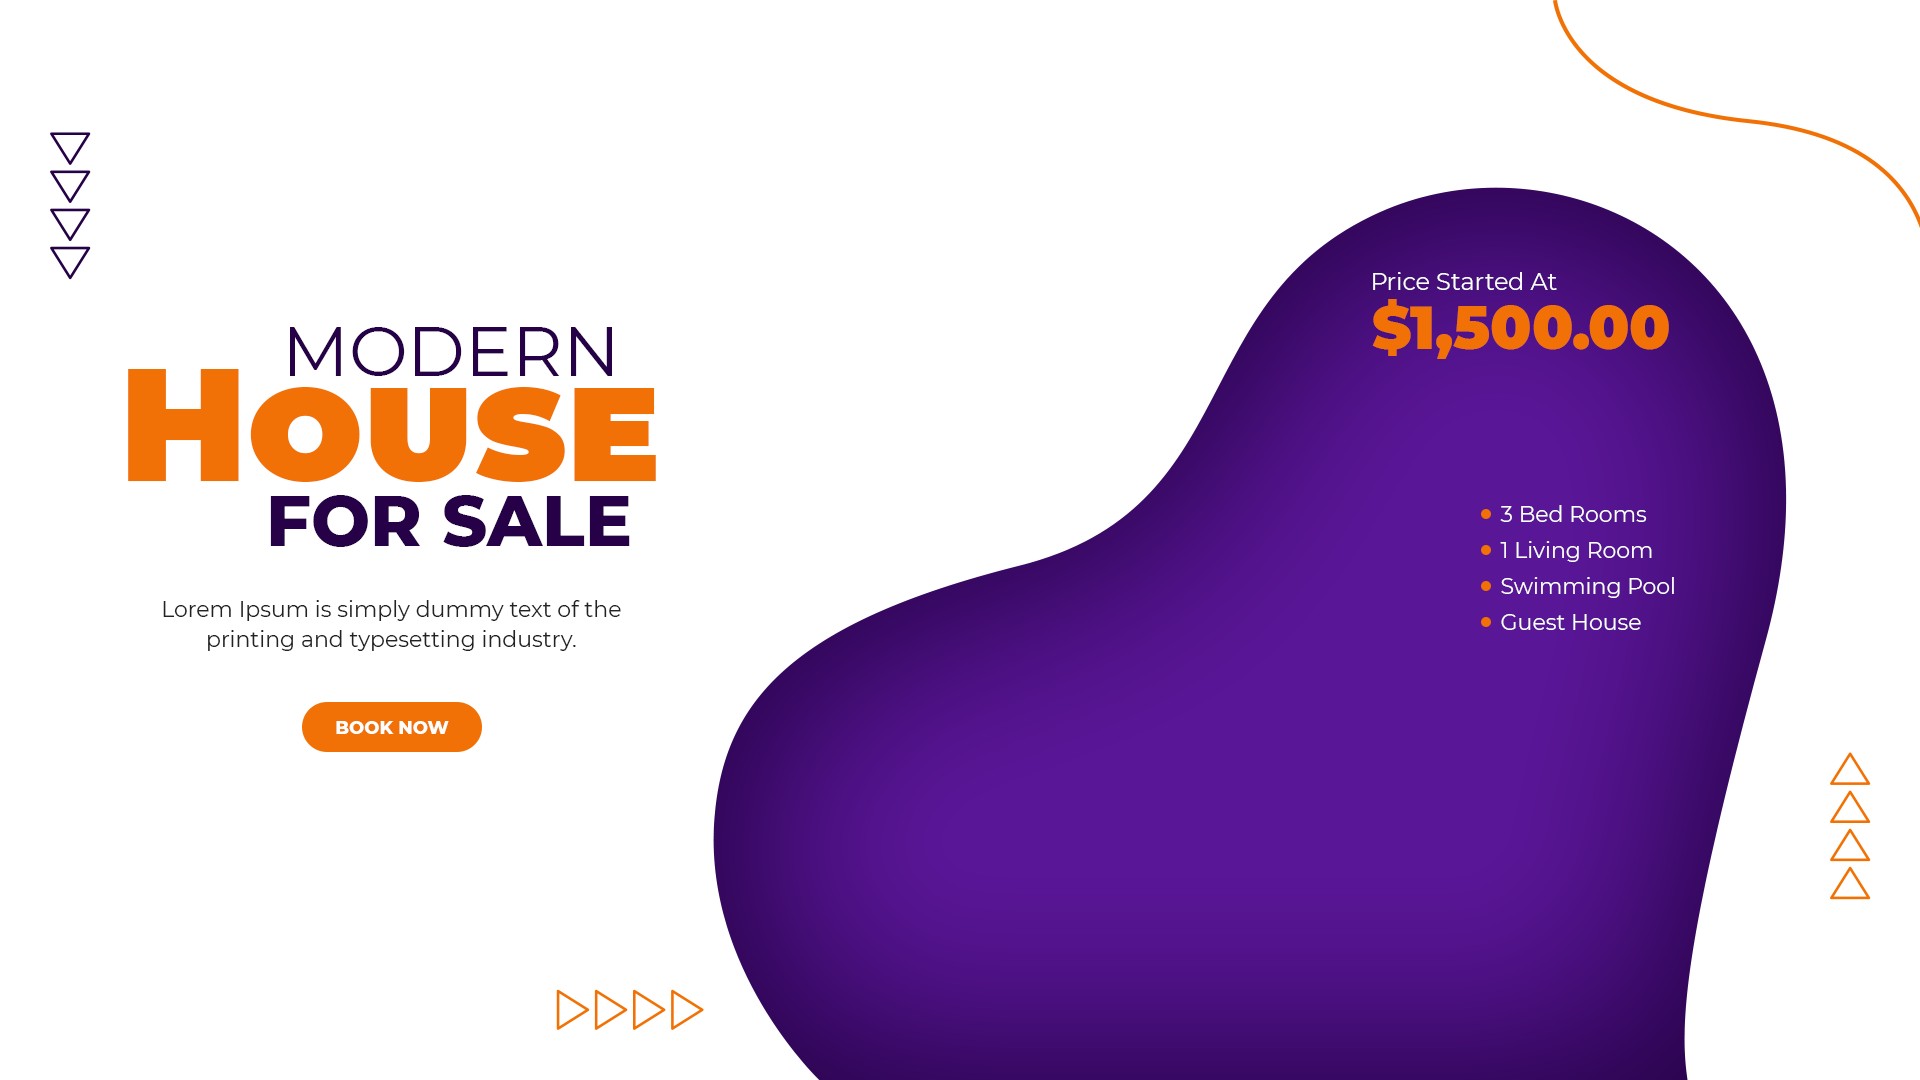 MODERN
HOUSE
FOR SALE
Lorem Ipsum is simply dummy text of the
printing and typesetting industry.
BOOK NOW
Price Started At
$1,500.00
3 Bed Rooms
1 Living Room
Swimming Pool
Guest House